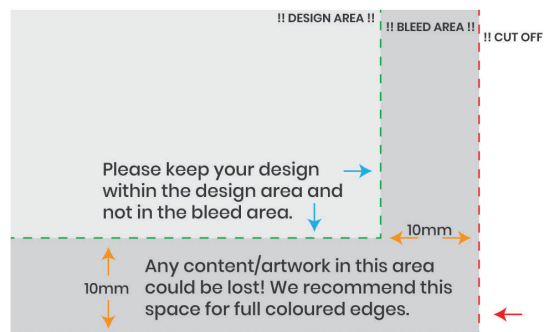 !! DESIGN AREA !!
!! BLEED AREA !!
!! CUT OFF
Please keep your design
within the design area and
not in the bleed area.
10mm
10mm
Any content/artwork in this area
could be lost! We recommend this
space for full coloured edges.